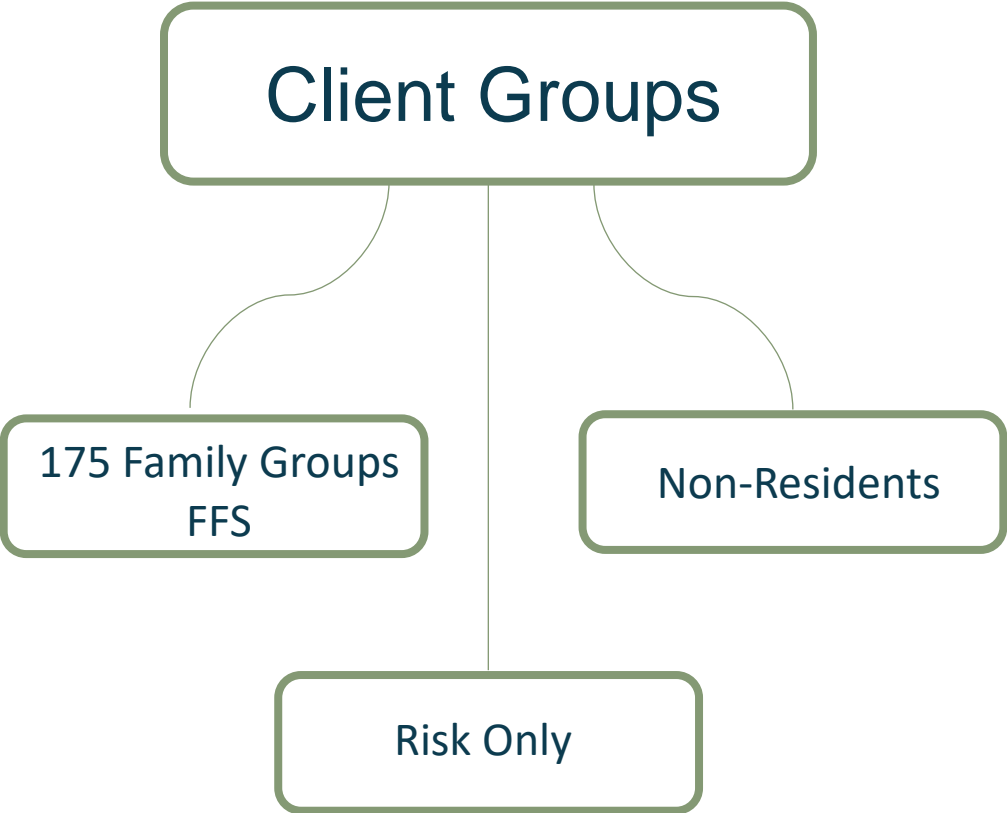 Client Groups
175 Family Groups
FFS
Non-Residents
Risk Only